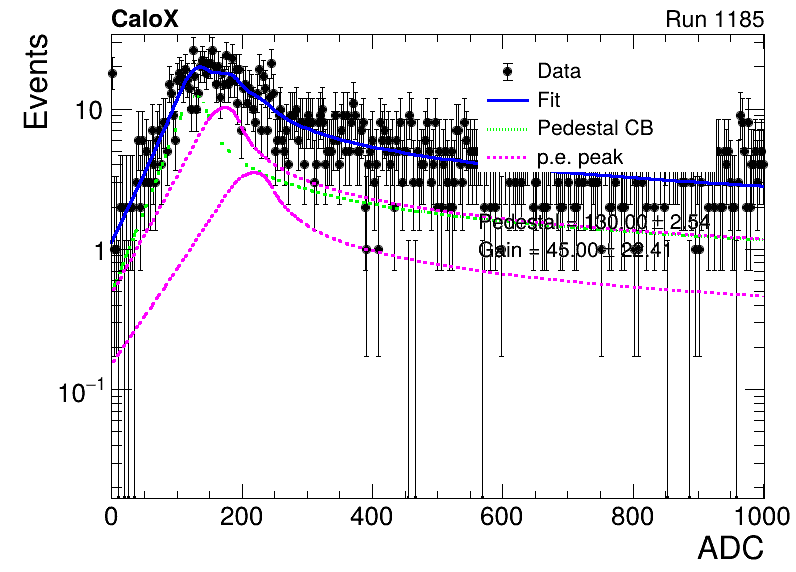 CaloX
Run 1185
Events
Data
Fit
Pedestal CB
p.e. peak
Pedestal = 130.00 ± 2.54
Gain = 45.00 ± 22.41
10
1
10⁻¹
0
200
400
600
800
1000
ADC